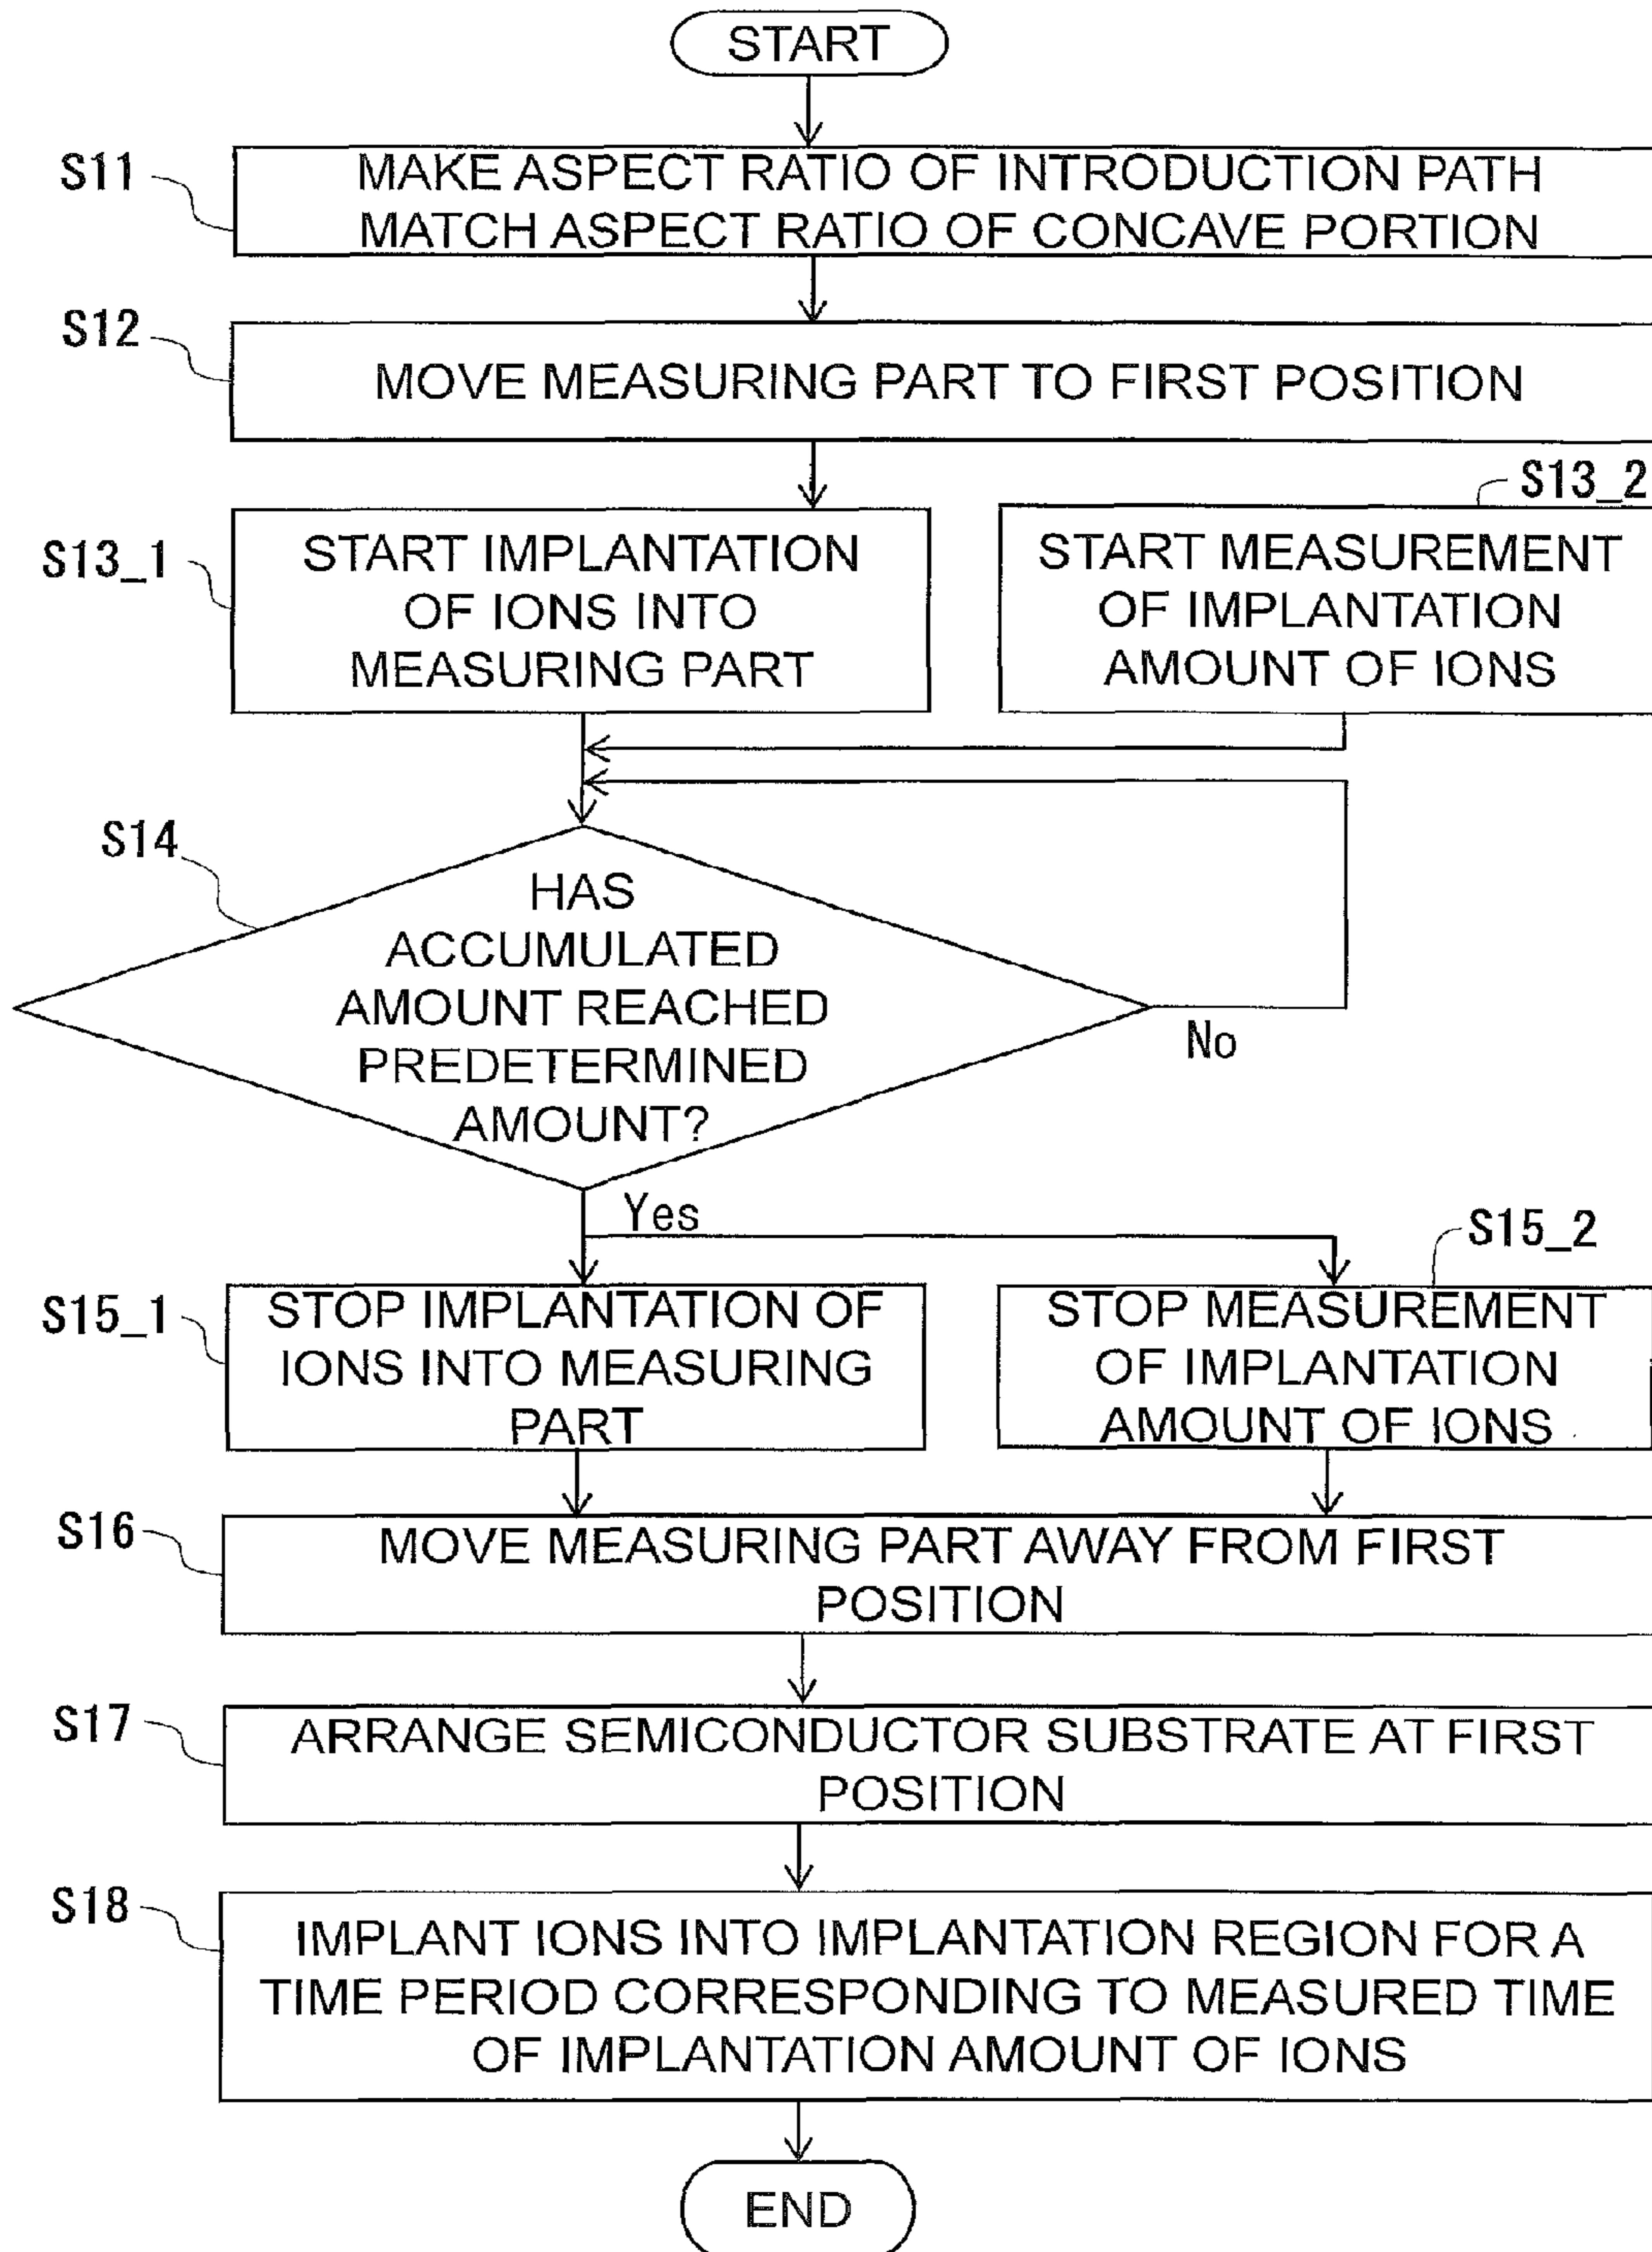 START
S11
MAKE ASPECT RATIO OF INTRODUCTION PATH
MATCH ASPECT RATIO OF CONCAVE PORTION
S12
MOVE MEASURING PART TO FIRST POSITION
S13_1
START IMPLANTATION
OF IONS INTO
MEASURING PART
S13_2
START MEASUREMENT
OF IMPLANTATION
AMOUNT OF IONS
S14
HAS
ACCUMULATED
AMOUNT REACHED
PREDETERMINED
AMOUNT?
No
Yes
S15_1
STOP IMPLANTATION OF
IONS INTO MEASURING
PART
S15_2
STOP MEASUREMENT
OF IMPLANTATION
AMOUNT OF IONS
S16
MOVE MEASURING PART AWAY FROM FIRST
POSITION
S17
ARRANGE SEMICONDUCTOR SUBSTRATE AT FIRST
POSITION
S18
IMPLANT IONS INTO IMPLANTATION REGION FOR A
TIME PERIOD CORRESPONDING TO MEASURED TIME
OF IMPLANTATION AMOUNT OF IONS
END